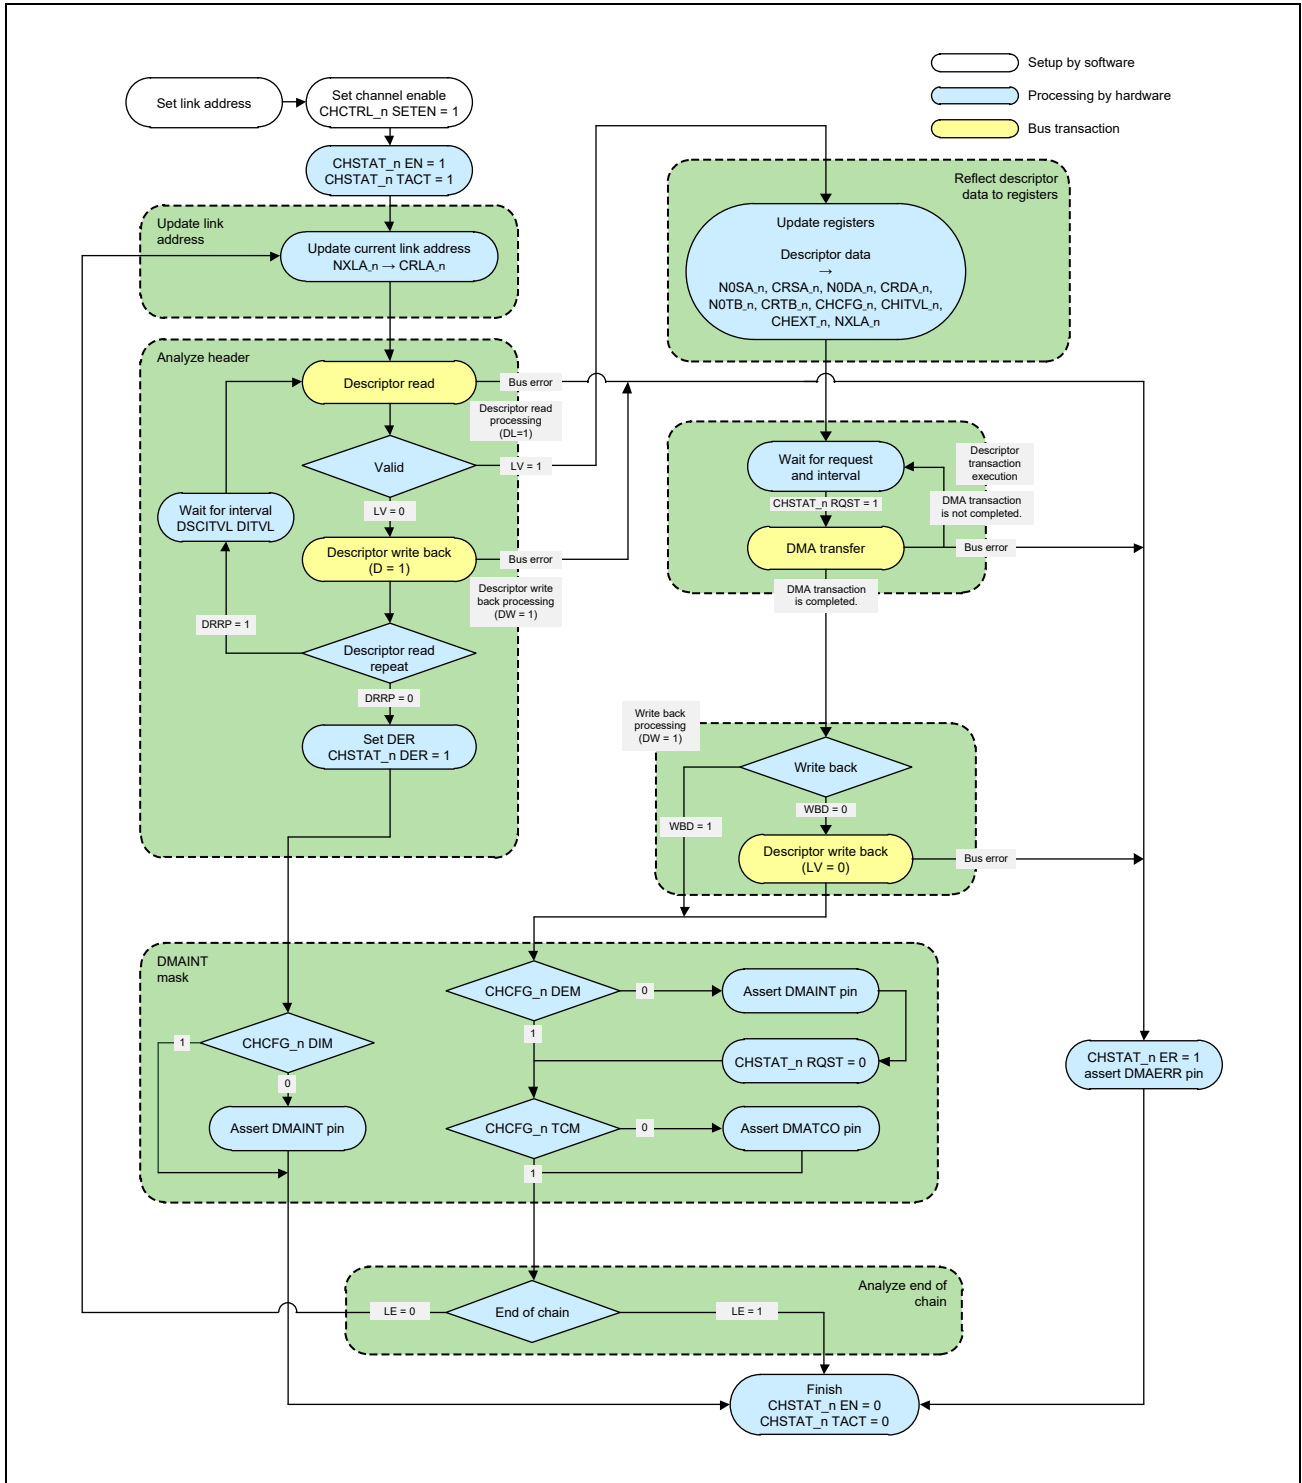 Setup by software
Processing by hardware
Bus transaction
Set link address
Set channel enable
CHCTRL_n SETEN = 1
CHSTAT_n EN = 1
CHSTAT_n TACT = 1
Update link
address
Update current link address
NXLA_n → CRLA_n
Reflect descriptor
data to registers
Update registers
Descriptor data
→
N0SA_n, CRSA_n, N0DA_n, CRDA_n,
N0TB_n, CRTB_n, CHCFG_n, CHITVL_n,
CHEXT_n, NXLA_n
Analyze header
Descriptor read
Bus error
Descriptor read
processing
(DL=1)
Valid
LV = 1
LV = 0
Wait for interval
DSCITVL DITVL
Descriptor write back
(D = 1)
Bus error
Descriptor write
back processing
(DW = 1)
DRRP = 1
Descriptor read
repeat
DRRP = 0
Set DER
CHSTAT_n DER = 1
Wait for request
and interval
Descriptor
transaction
execution
CHSTAT_n RQST = 1
DMA transaction
is not completed.
DMA transfer
Bus error
DMA transaction
is completed.
Write back
processing
(DW = 1)
Write back
WBD = 0
WBD = 1
Descriptor write back
(LV = 0)
Bus error
DMAINT
mask
CHCFG_n DEM
0
Assert DMAINT pin
1
CHSTAT_n RQST = 0
1
CHCFG_n DIM
0
Assert DMAINT pin
CHCFG_n TCM
0
Assert DMATCO pin
1
CHSTAT_n ER = 1
assert DMAERR pin
Analyze end of
chain
LE = 0
End of chain
LE = 1
Finish
CHSTAT_n EN = 0
CHSTAT_n TACT = 0